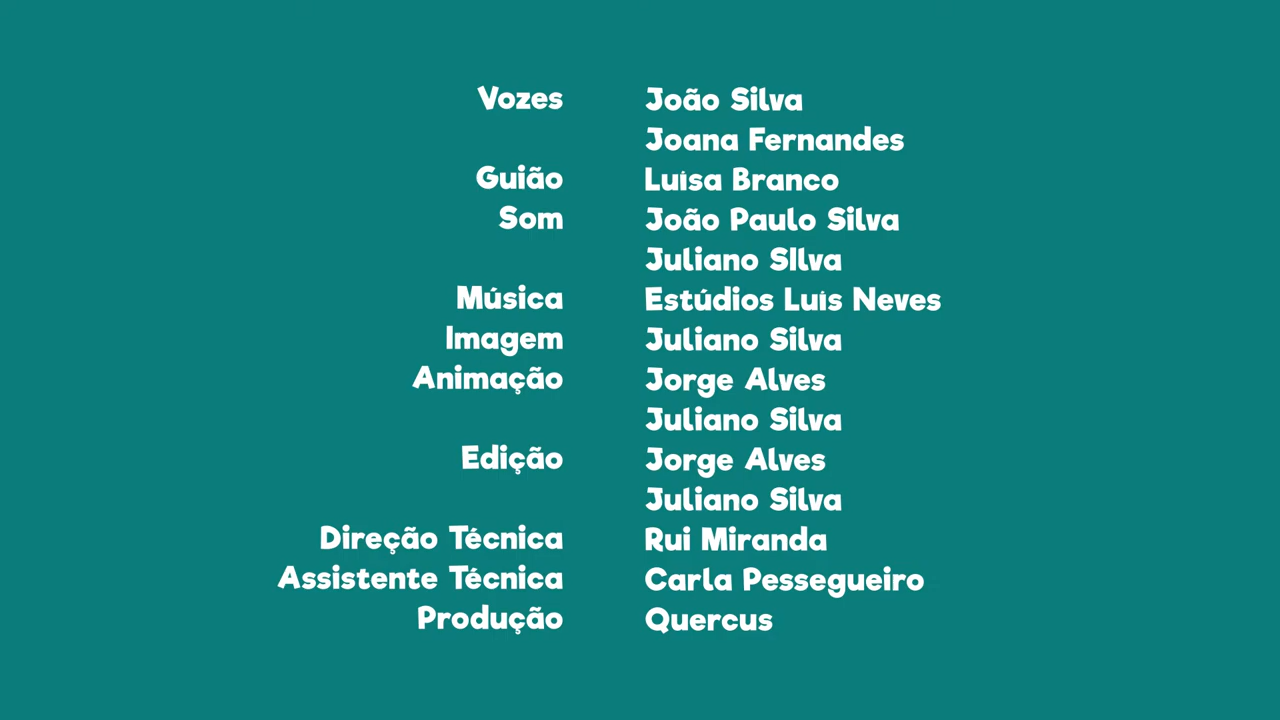 Vozes João Silva
Joana Fernandes
Guião Luísa Branco
Som João Paulo Silva
Juliano SIlva
Música Estúdios Luís Neves
Imagem Juliano Silva
Animação Jorge Alves
Juliano Silva
Edição Jorge Alves
Juliano Silva
Direção Técnica Rui Miranda
Assistente Técnica Carla Pessegueiro
Produção Quercus